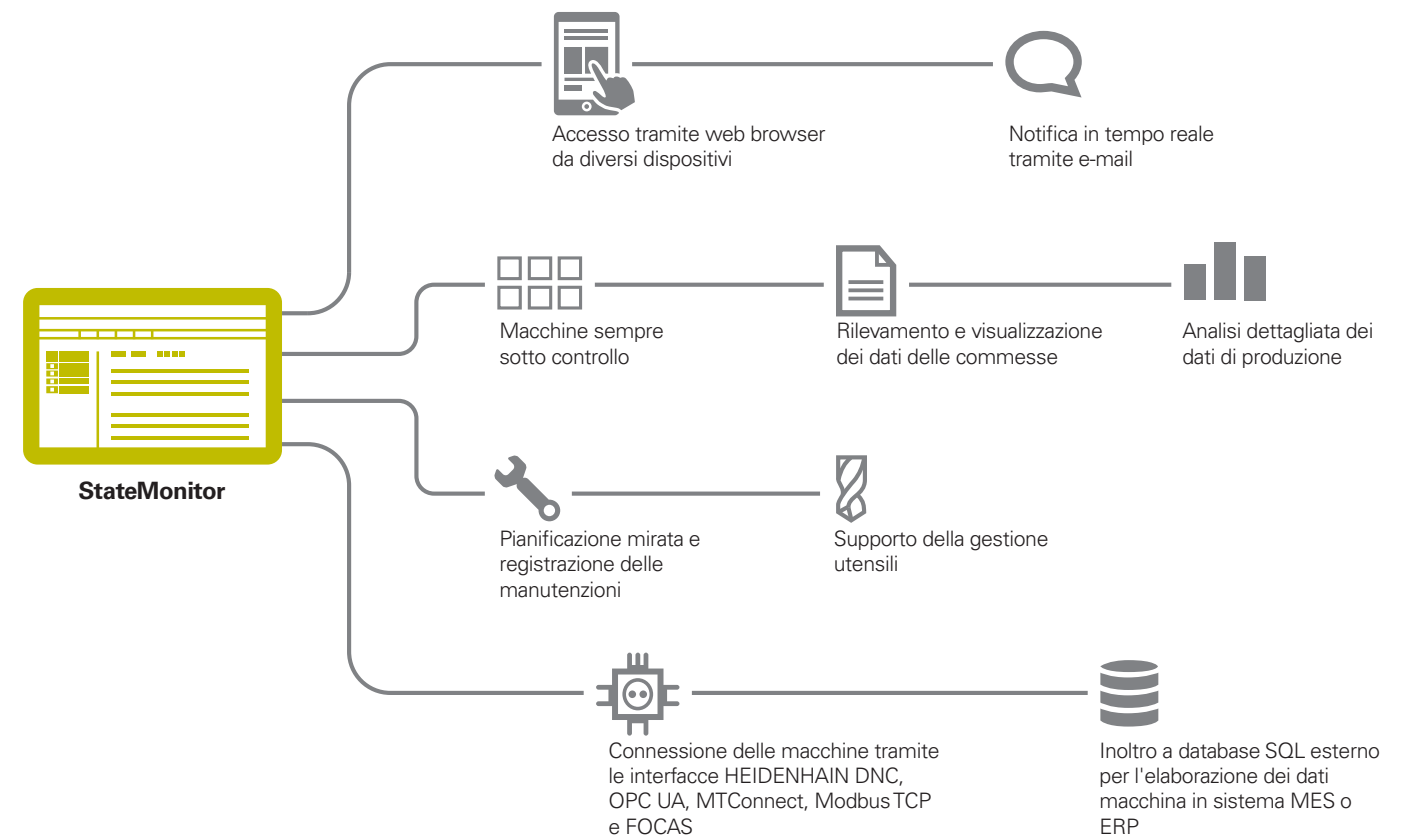 Accesso tramite web browser
da diversi dispositivi
Notifica in tempo reale
tramite e-mail
Macchine sempre
sotto controllo
Rilevamento e visualizzazione
dei dati delle commesse
Analisi dettagliata dei
dati di produzione
StateMonitor
Pianificazione mirata e
registrazione delle
manutenzioni
Supporto della gestione
utensili
Connessione delle macchine tramite
le interfacce HEIDENHAIN DNC,
OPC UA, MTConnect, Modbus TCP
e FOCAS
Inoltro a database SQL esterno
per l'elaborazione dei dati
macchina in sistema MES o
ERP